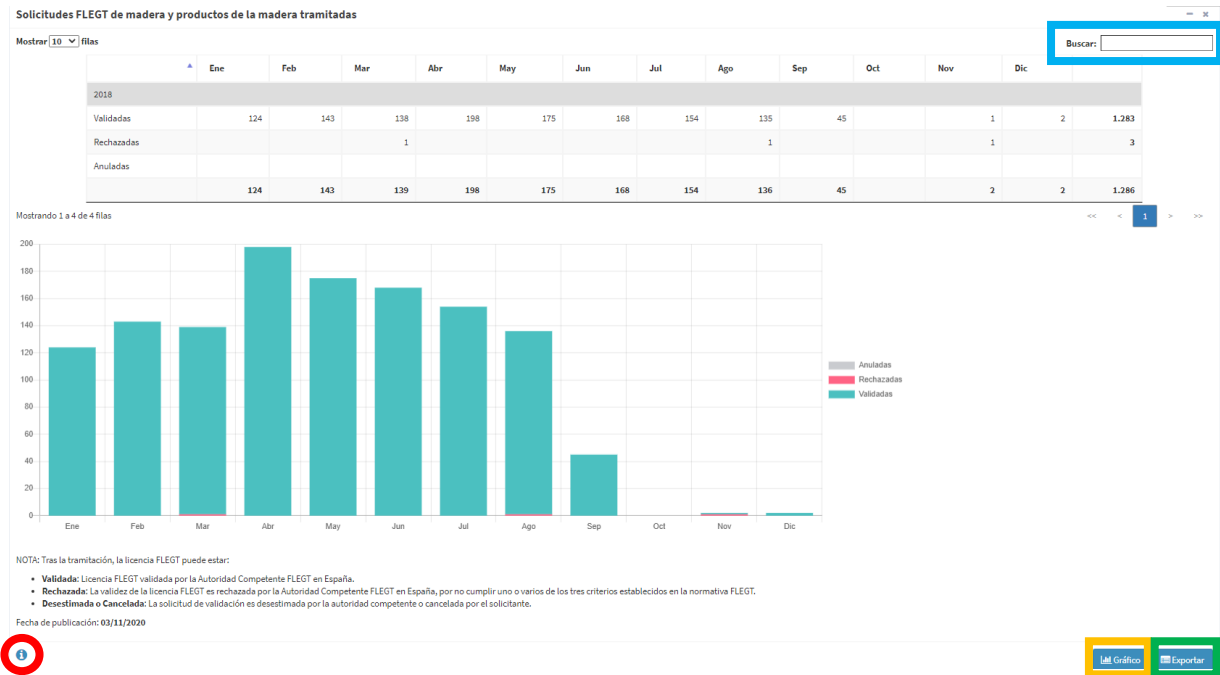 Solicitudes FLEGT de madera y productos de la madera tramitadas
Mostrar 10 filas
Buscar:
Ene Feb Mar Abr May Jun Jul Ago Sep Oct Nov Dic
2018
Validadas 124 143 138 198 175 168 154 135 45 1 2 1.283
Rechazadas 1 1 1 3
Anuladas
124 143 139 198 175 168 154 136 45 2 2 1.286
Mostrando 1 a 4 de 4 filas
<< < 1 > >>
200
180
160
140
120
100
80
60
40
20
0
Ene Feb Mar Abr May Jun Jul Ago Sep Oct Nov Dic
Anuladas
Rechazadas
Validadas
NOTA: Tras la tramitación, la licencia FLEGT puede estar:
• Validada: Licencia FLEGT validada por la Autoridad Competente FLEGT en España.
• Rechazada: La validez de la licencia FLEGT es rechazada por la Autoridad Competente FLEGT en España, por no cumplir uno o varios de los tres criterios establecidos en la normativa FLEGT.
• Desestimada o Cancelada: La solicitud de validación es desestimada por la autoridad competente o cancelada por el solicitante.
Fecha de publicación: 03/11/2020
Gráfico Exportar